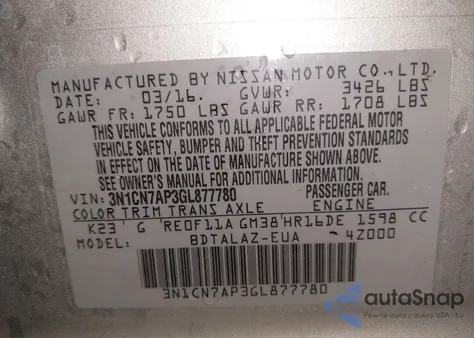 MANUFACTURED BY NISSAN MOTOR CO.,LTD.
DATE: 03/16. GVWR: 3426 LBS
GAWR FR: 1750 LBS GAWR RR: 1708 LBS
THIS VEHICLE CONFORMS TO ALL APPLICABLE FEDERAL MOTOR
VEHICLE SAFETY, BUMPER AND THEFT PREVENTION STANDARDS
IN EFFECT ON THE DATE OF MANUFACTURE SHOWN ABOVE.
SEE OWNER'S MANUAL FOR ADDITIONAL INFORMATION.
VIN: 3N1CN7AP3GL877780 PASSENGER CAR.
COLOR TRIM TRANS AXLE ENGINE
K23 G RE0F11A GM38 HR16DE 1598 CC
MODEL: BDTALAZ-EUA 4Z000
3N1CN7AP3GL877780
autoSnap